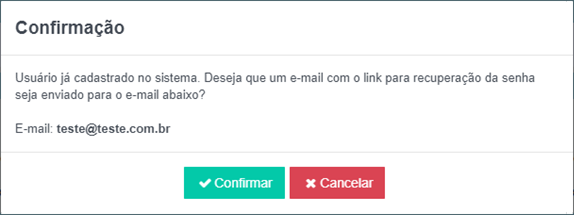 Confirmação
Usuário já cadastrado no sistema. Deseja que um e-mail com o link para recuperação da senha
seja enviado para o e-mail abaixo?
E-mail: teste@teste.com.br
Confirmar
Cancelar